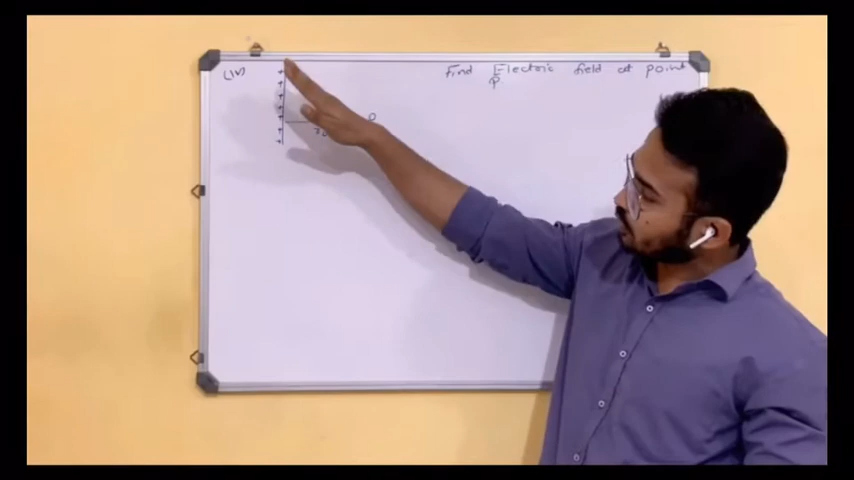 (iv)
Find Electric field at point
P
+
+
+
+
+
+
P